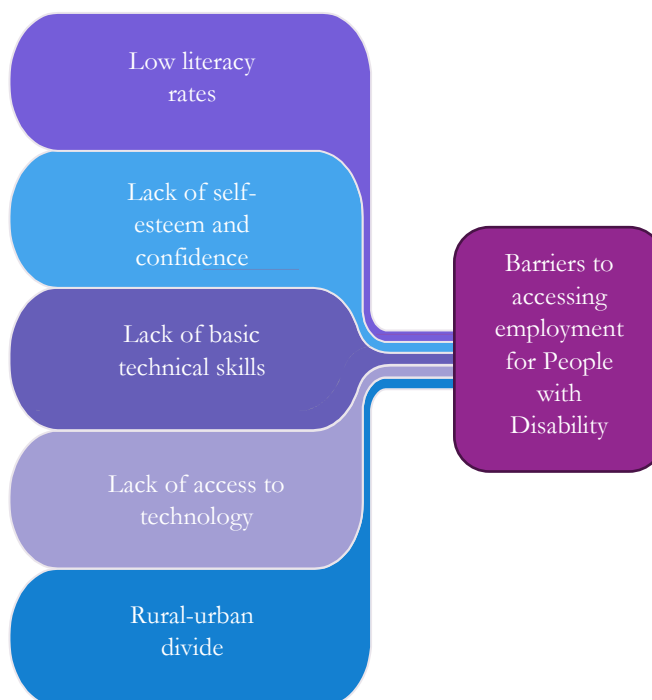 Low literacy
rates
Lack of self-
esteem and
confidence
Lack of basic
technical skills
Lack of access to
technology
Rural-urban
divide
Barriers to
accessing
employment
for People
with
Disability